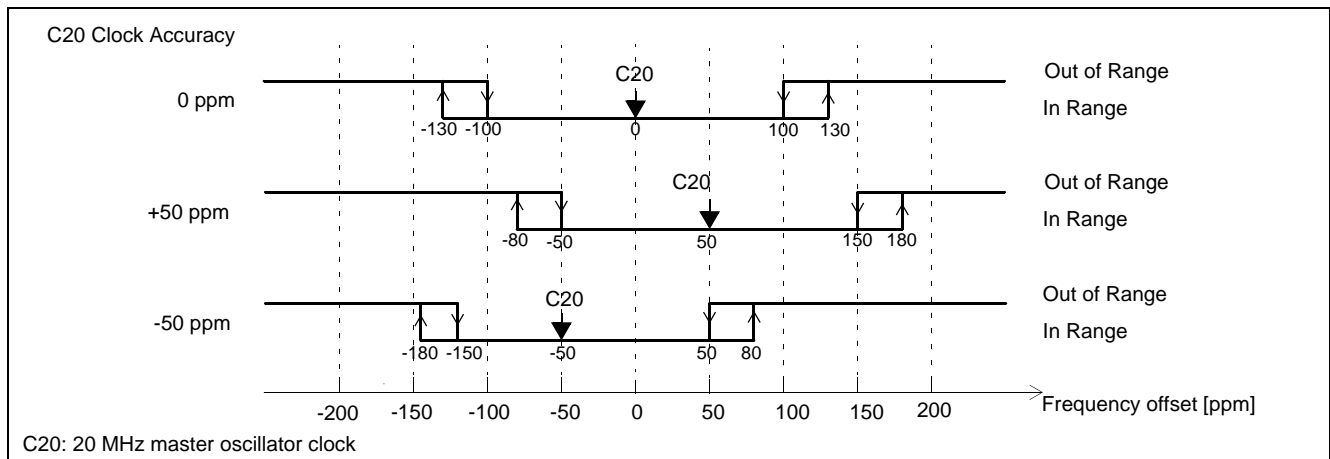 C20 Clock Accuracy
0 ppm
C20
Out of Range
In Range
-130 -100 0 100 130
+50 ppm
C20
Out of Range
In Range
-80 -50 50 150 180
-50 ppm
C20
Out of Range
In Range
-180 -150 -50 50 80
-200 -150 -100 -50 0 50 100 150 200
Frequency offset [ppm]
C20: 20 MHz master oscillator clock